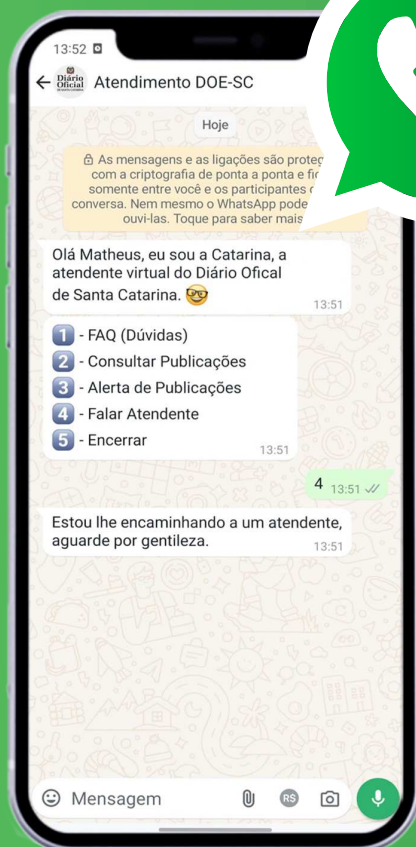 13:52
Diário
Oficial
Atendimento DOE-SC
Hoje
As mensagens e as ligações são
com a criptografia de ponta a ponta e
somente entre você e os participantes
conversa. Nem mesmo o WhatsApp
ouvi-las. Toque para saber mais
Olá Matheus, eu sou a Catarina, a
atendente virtual do Diário Ofical
de Santa Catarina. 🤓
13:51
1 - FAQ (Dúvidas)
2 - Consultar Publicações
3 - Alerta de Publicações
4 - Falar Atendente
5 - Encerrar
13:51
4 13:51
Estou lhe encaminhando a um atendente,
aguarde por gentileza.
13:51
Mensagem
R$